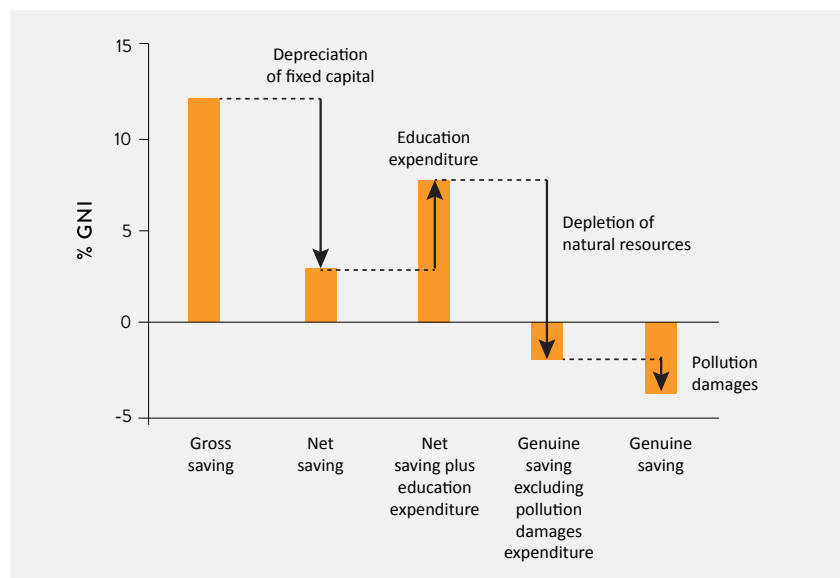 15
10
5
0
-5
% GNI
Depreciation
of fixed capital
Education
expenditure
Depletion of
natural resources
Pollution
damages
Gross
saving
Net
saving
Net
saving plus
education
expenditure
Genuine
saving
excluding
pollution
damages
expenditure
Genuine
saving